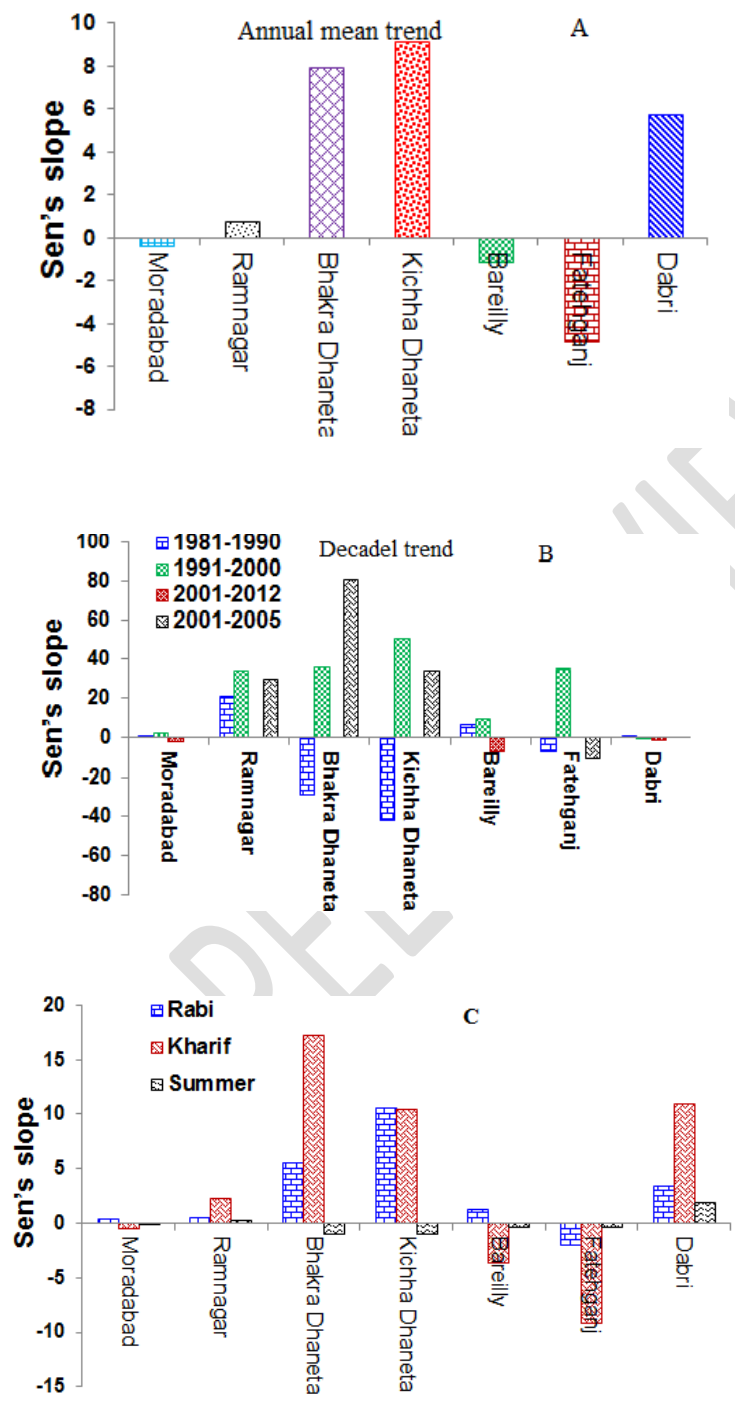 Annual mean trend A
10
8
6
4
2
0
-2
-4
-6
-8
Sen's slope
Moradabad
Ramnagar
Bhakra Dhaneta
Kichha Dhaneta
Bareilly
Fatehganj
Dabri
Decadel trend B
1981-1990
1991-2000
2001-2012
2001-2005
100
80
60
40
20
0
-20
-40
-60
-80
Sen's slope
Moradabad
Ramnagar
Bhakra Dhaneta
Kichha Dhaneta
Bareilly
Fatehganj
Dabri
C
Rabi
Kharif
Summer
20
15
10
5
0
-5
-10
-15
Sen's slope
Moradabad
Ramnagar
Bhakra Dhaneta
Kichha Dhaneta
Bareilly
Fatehganj
Dabri